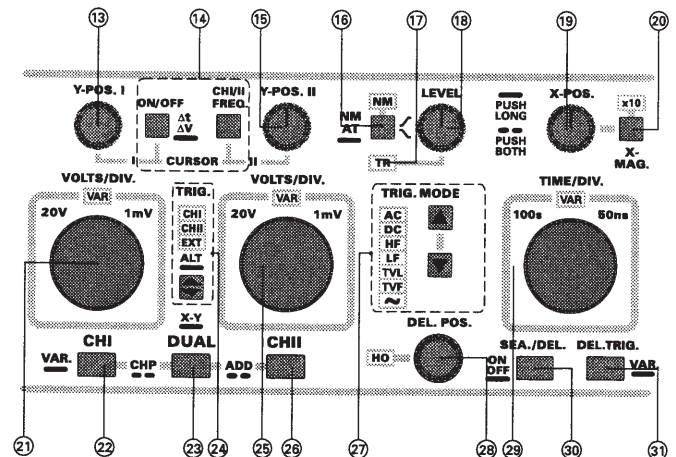 13 14 15 16 17 18 19 20
Y-POS. I ON/OFF CHI/II FREQ. Y-POS. II
Δt
ΔV
I CURSOR II
NM
AT
NM
TR
LEVEL
PUSH
LONG
PUSH
BOTH
X-POS.
x10
X-
MAG.
VOLTS/DIV.
VAR
20V 1mV
TRIG.
CHI
CHII
EXT
ALT
X-Y
VOLTS/DIV.
VAR
20V 1mV
TRIG. MODE
AC
DC
HF
LF
TVL
TVF
~
TIME/DIV.
VAR
100s 50ns
DEL. POS.
HO
CHI DUAL CHII
VAR. CHP ADD
ON
OFF
SEA./DEL. DEL.TRIG.
VAR.
21 22 23 24 25 26 27 28 29 30 31